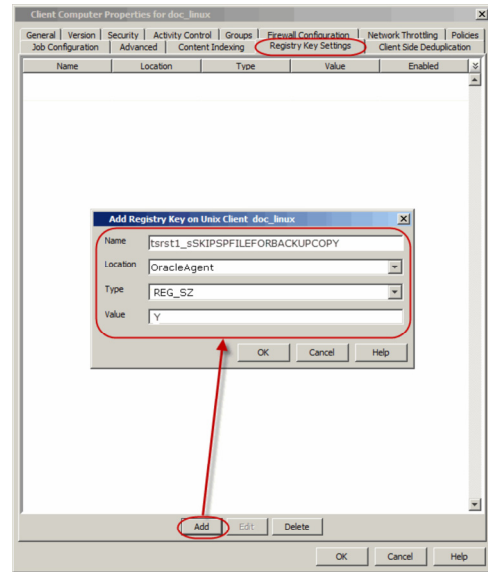 Client Computer Properties for doc_linux
General Version Security Activity Control Groups Firewall Configuration Network Throttling Policies
Job Configuration Advanced Content Indexing Registry Key Settings Client Side Deduplication
Name Location Type Value Enabled
Add Registry Key on Unix Client doc_linux
Name tsrst1_sSKIPSPFILEFORBACKUPCOPY
Location OracleAgent
Type REG_SZ
Value Y
OK Cancel Help
Add Edit Delete
OK Cancel Help